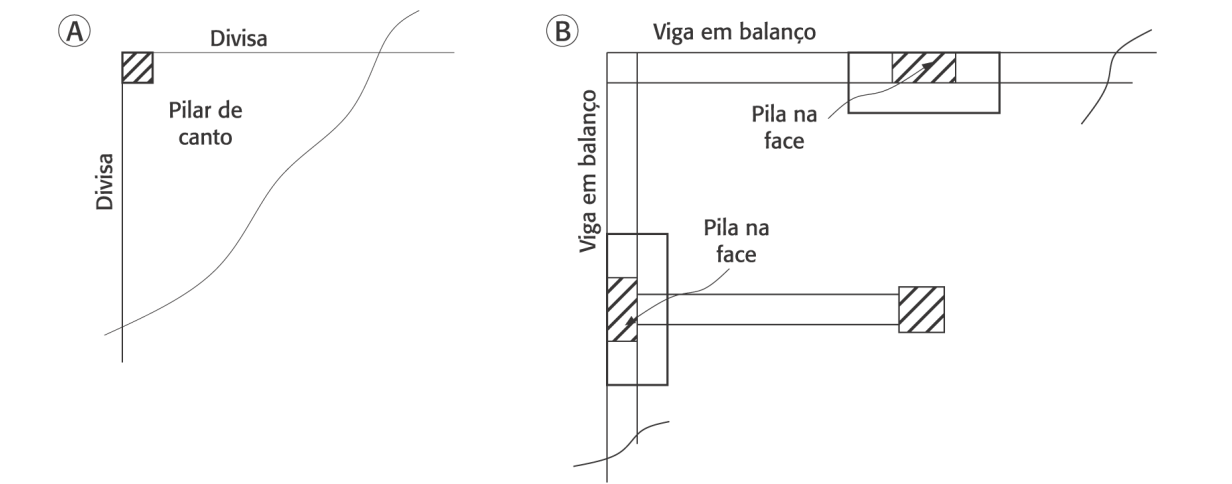 A
Divisa
Pilar de
canto
Divisa
B
Viga em balanço
Pila na
face
Viga em balanço
Pila na
face